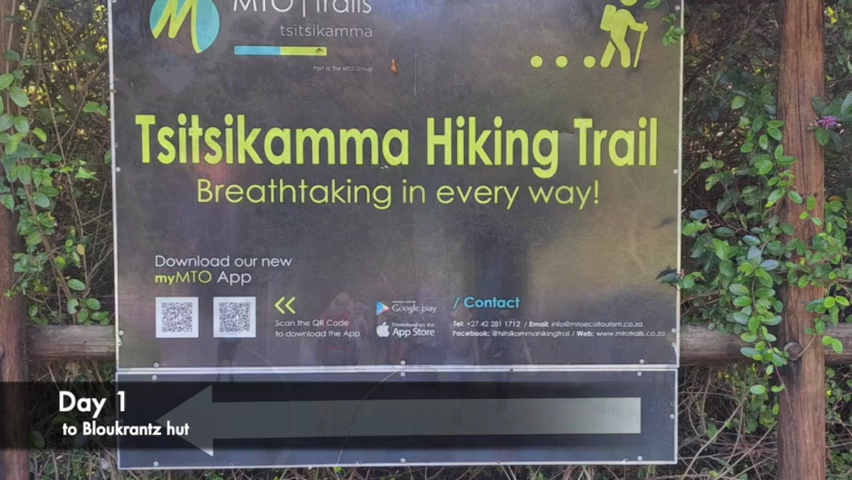 MTO | Trails
tsitsikamma
Part of the MTO Group
Tsitsikamma Hiking Trail
Breathtaking in every way!
Download our new
myMTO App
Scan the QR Code
to download the App
Google play
Download on the
App Store
/ Contact
Tel: +27 42 281 1712 / Email: info@mtoecotourism.co.za
Facebook: @tsitsikammahikingtrail / Web: www.mtotrails.co.za
Day 1
to Bloukrantz hut